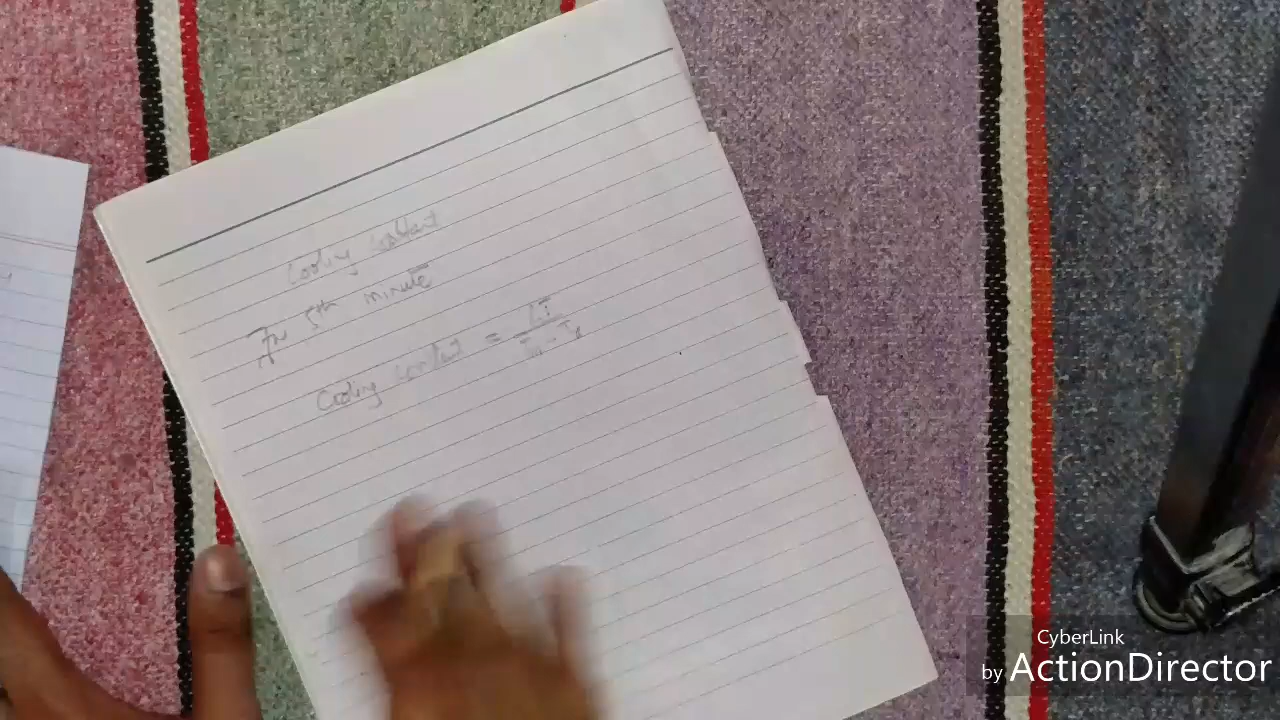 Cooling constant
For 5th minute
Cooling constant =
CyberLink
by ActionDirector